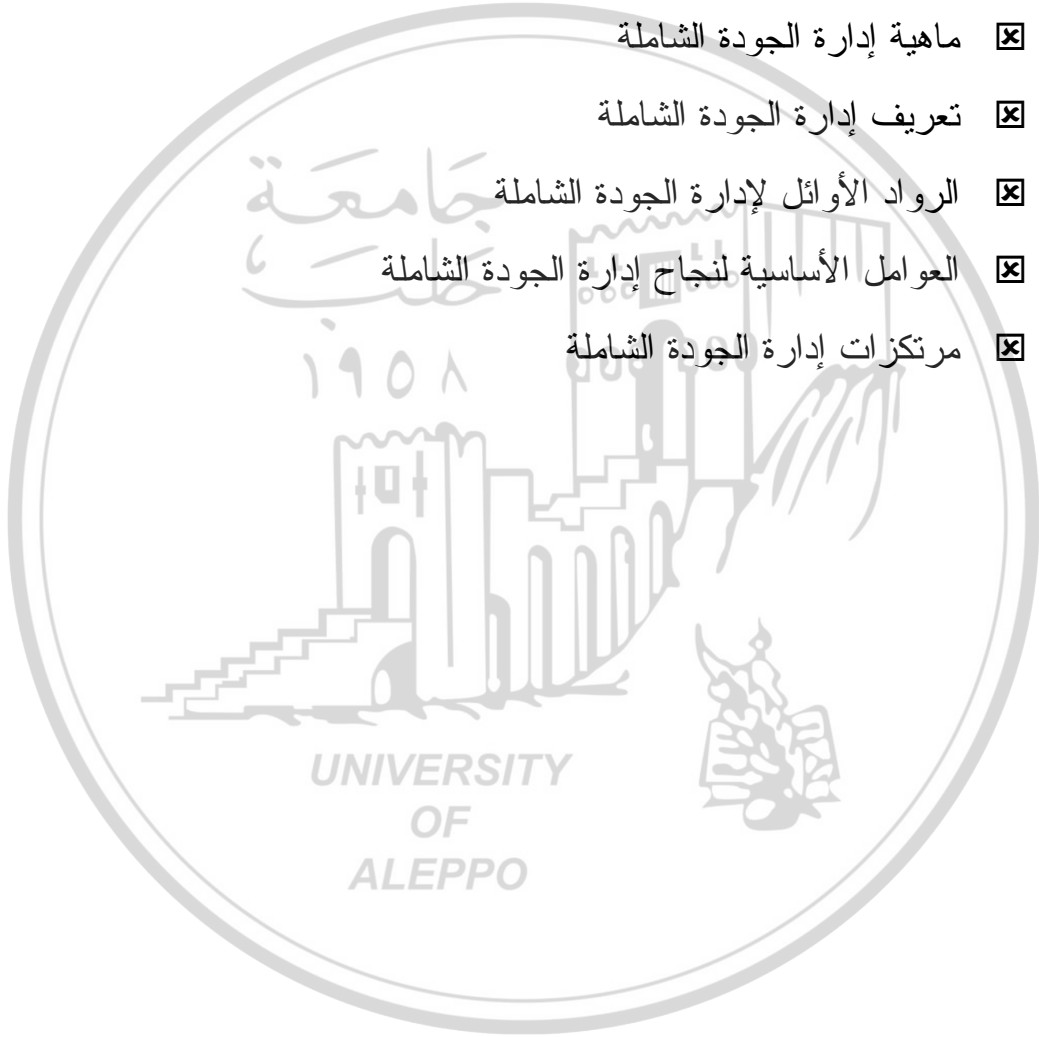 ماهية إدارة الجودة الشاملة
تعريف إدارة الجودة الشاملة
الرواد الأوائل لإدارة الجودة الشاملة
العوامل الأساسية لنجاح إدارة الجودة الشاملة
مرتكزات إدارة الجودة الشاملة
جامعة
حلب
١٩٥٨
UNIVERSITY
OF
ALEPPO